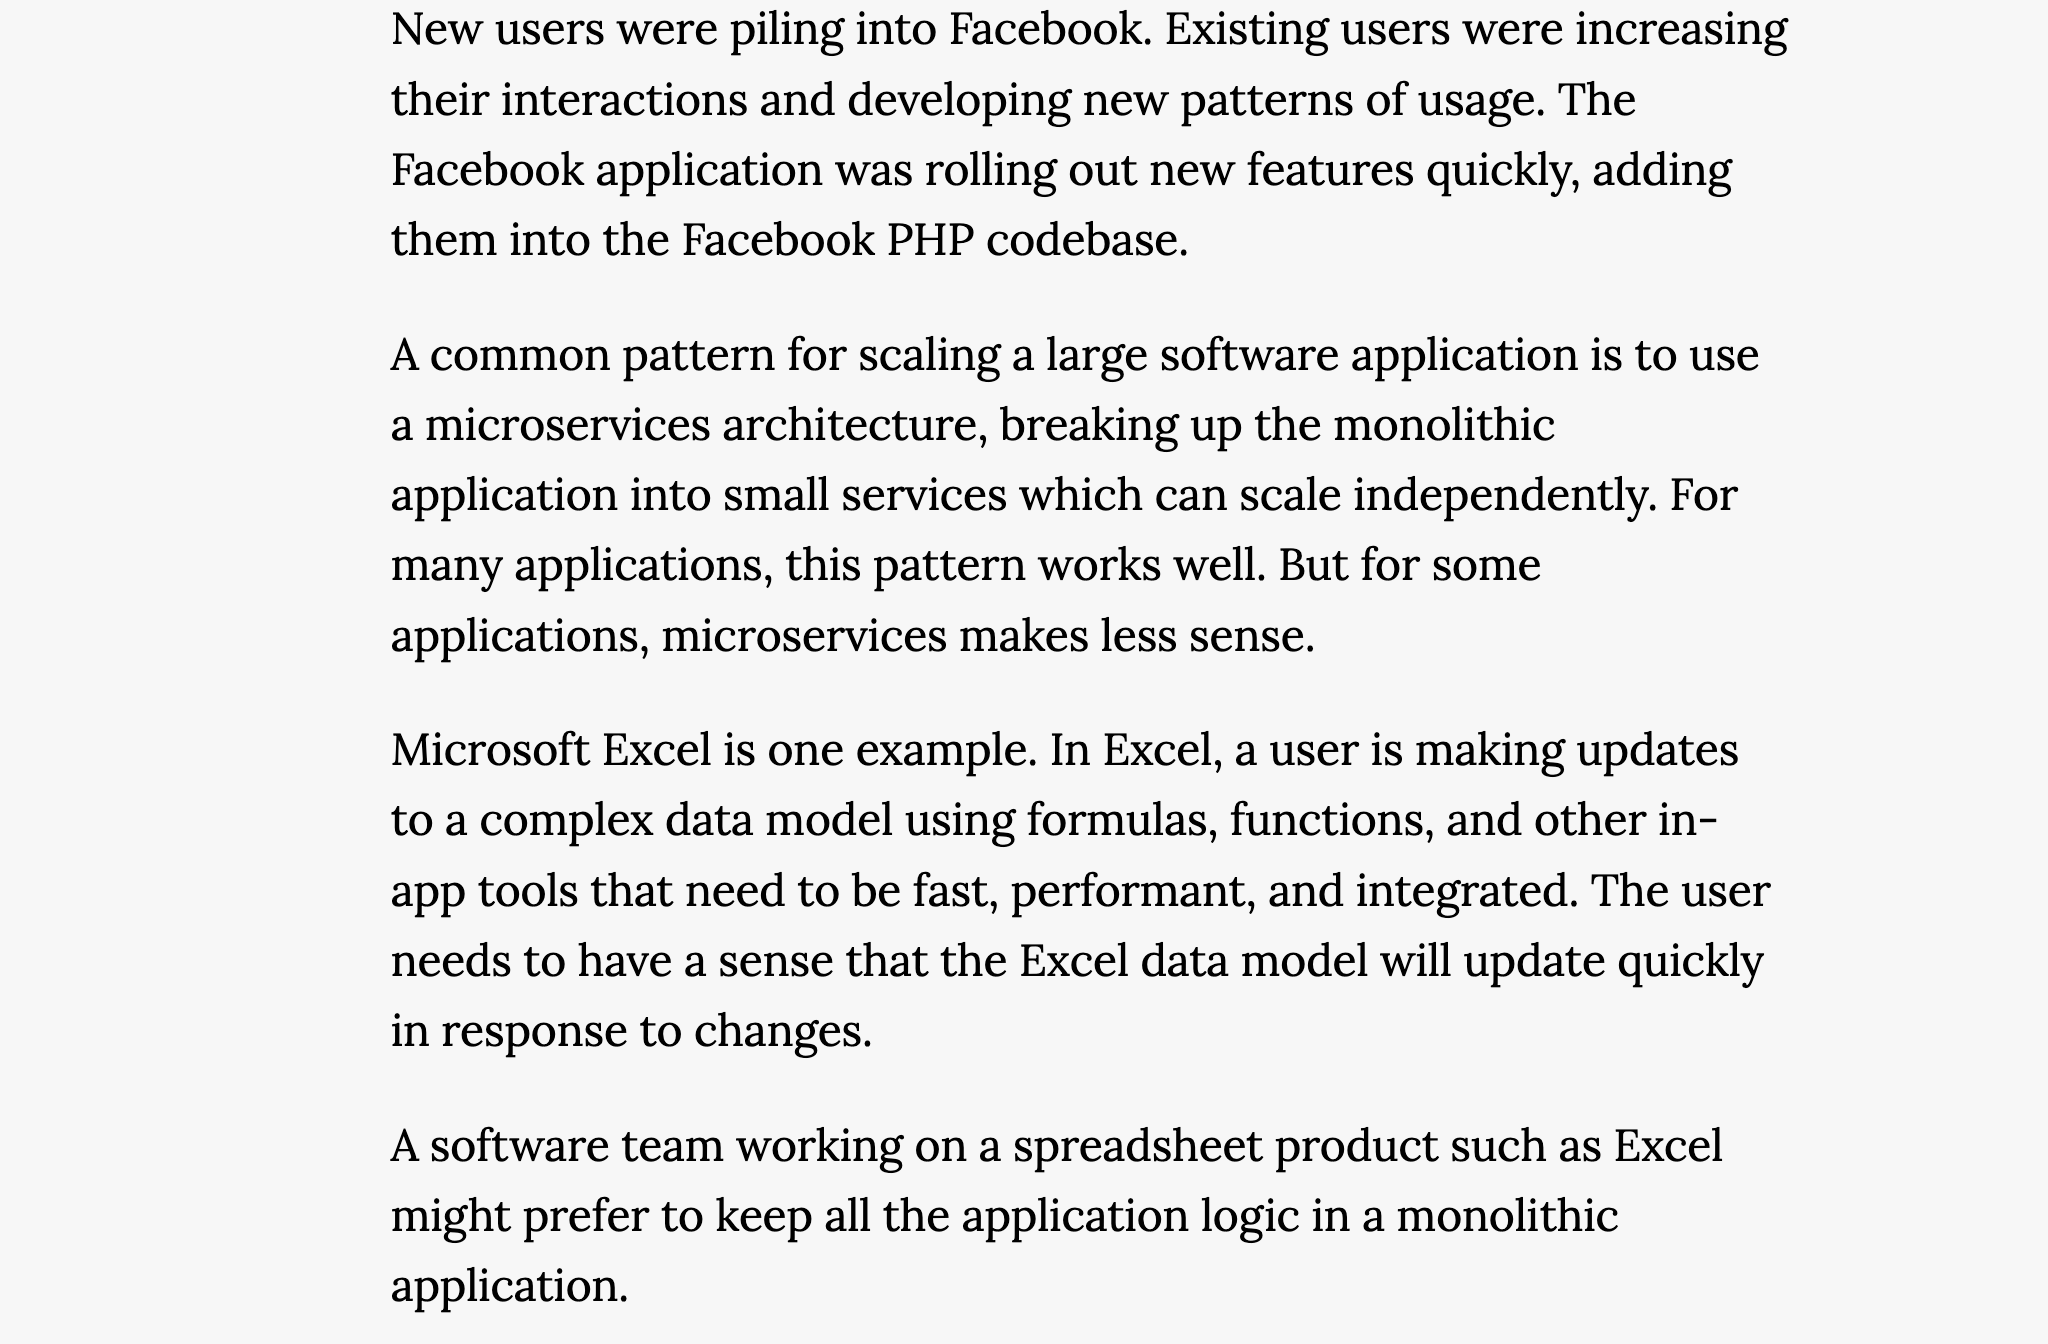 New users were piling into Facebook. Existing users were increasing
their interactions and developing new patterns of usage. The
Facebook application was rolling out new features quickly, adding
them into the Facebook PHP codebase.
A common pattern for scaling a large software application is to use
a microservices architecture, breaking up the monolithic
application into small services which can scale independently. For
many applications, this pattern works well. But for some
applications, microservices makes less sense.
Microsoft Excel is one example. In Excel, a user is making updates
to a complex data model using formulas, functions, and other in-
app tools that need to be fast, performant, and integrated. The user
needs to have a sense that the Excel data model will update quickly
in response to changes.
A software team working on a spreadsheet product such as Excel
might prefer to keep all the application logic in a monolithic
application.